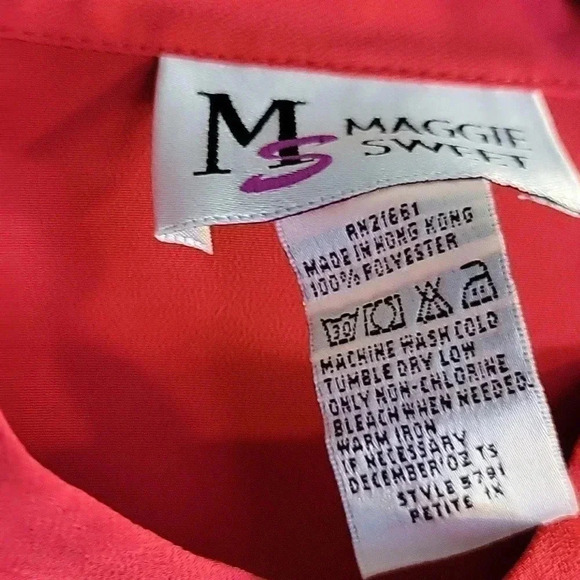 MS MAGGIE
SWEET
RN21661
MADE IN HONG KONG
100% POLYESTER
30
MACHINE WASH COLD
TUMBLE DRY LOW
ONLY NON-CHLORINE
BLEACH WHEN NEEDED.
WARM IRON
IF NECESSARY
DECEMBER 02 TS
STYLE 5791
PETITE 1X